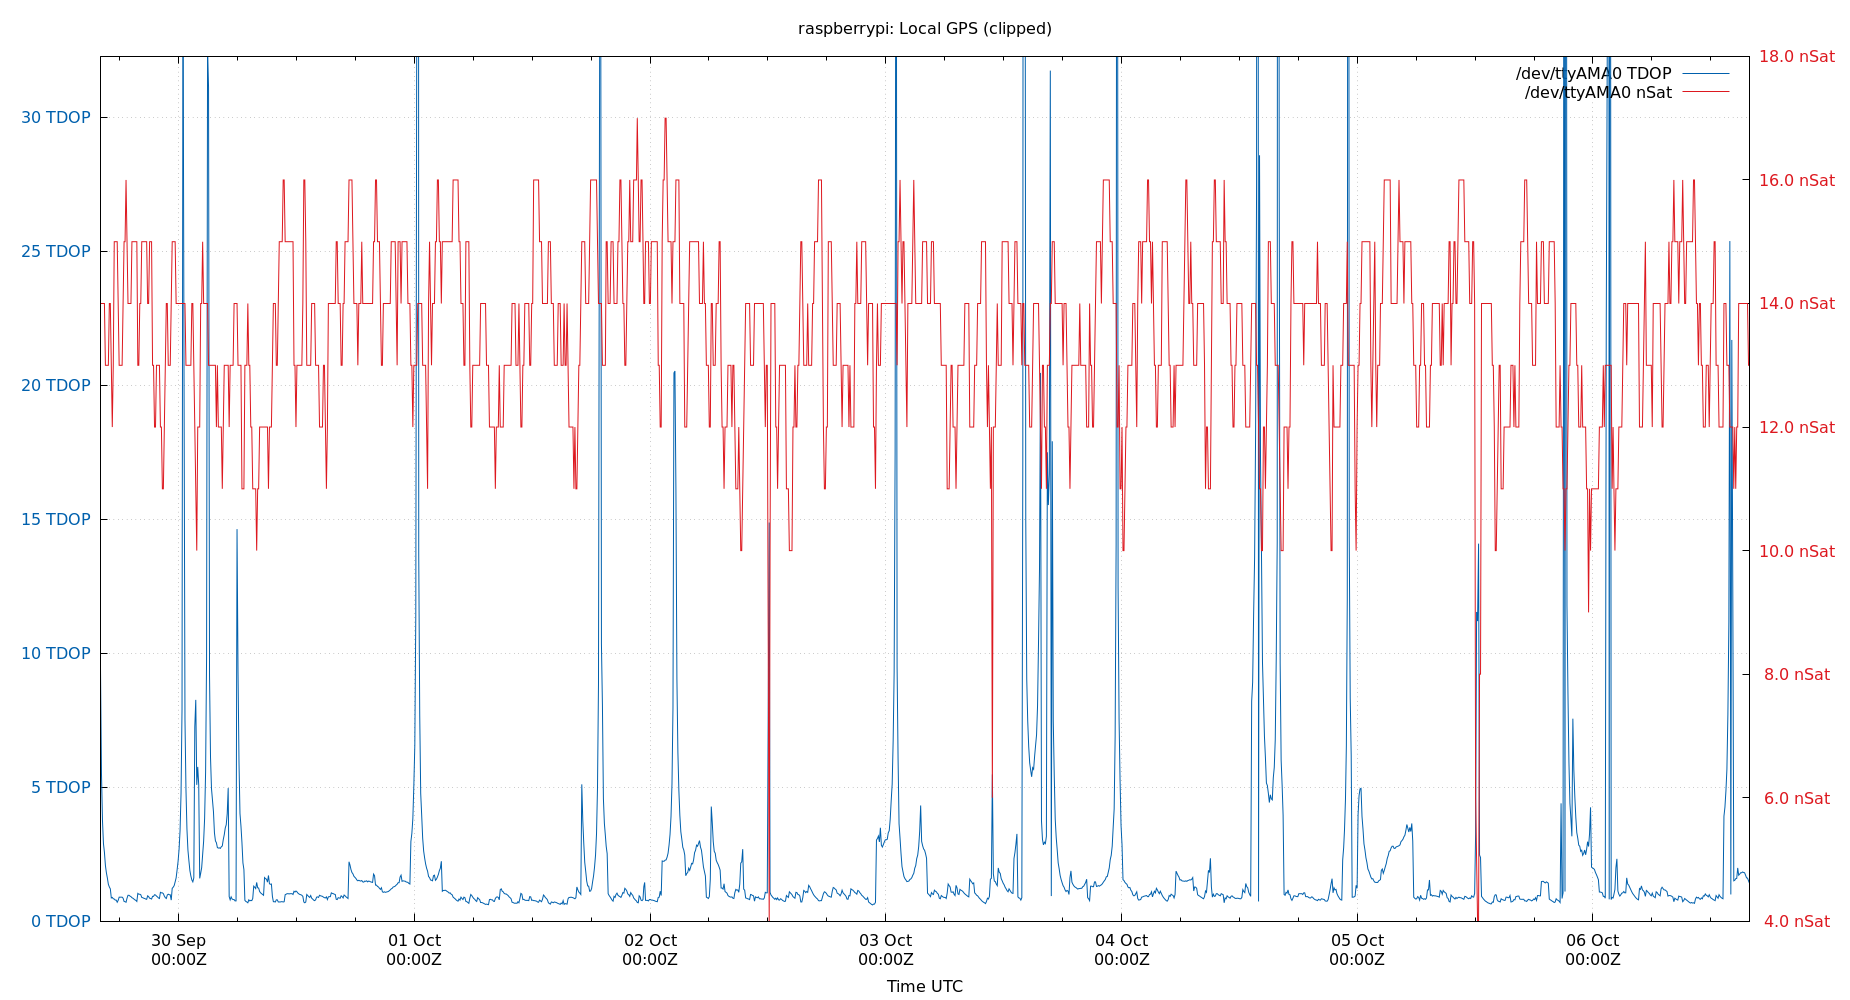 raspberrypi: Local GPS (clipped)
18.0 nSat
/dev/ttyAMA0 TDOP
/dev/ttyAMA0 nSat
30 TDOP
16.0 nSat
25 TDOP
14.0 nSat
20 TDOP
12.0 nSat
15 TDOP
10.0 nSat
10 TDOP
8.0 nSat
5 TDOP
6.0 nSat
0 TDOP
4.0 nSat
30 Sep 01 Oct 02 Oct 03 Oct 04 Oct 05 Oct 06 Oct
00:00Z 00:00Z 00:00Z 00:00Z 00:00Z 00:00Z 00:00Z
Time UTC